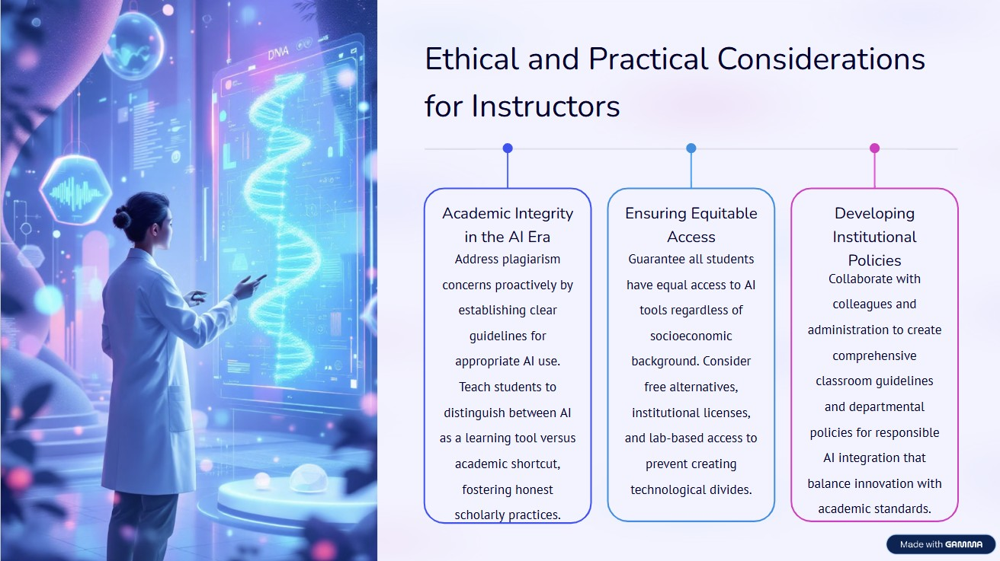 DNA
Ethical and Practical Considerations
for Instructors
Academic Integrity
in the AI Era
Address plagiarism
concerns proactively by
establishing clear
guidelines for
appropriate AI use.
Teach students to
distinguish between AI
as a learning tool versus
academic shortcut,
fostering honest
scholarly practices.
Ensuring Equitable
Access
Guarantee all students
have equal access to AI
tools regardless of
socioeconomic
background. Consider
free alternatives,
institutional licenses,
and lab-based access to
prevent creating
technological divides.
Developing
Institutional
Policies
Collaborate with
colleagues and
administration to create
comprehensive
classroom guidelines
and departmental
policies for responsible
AI integration that
balance innovation with
academic standards.
Made with GAMMA